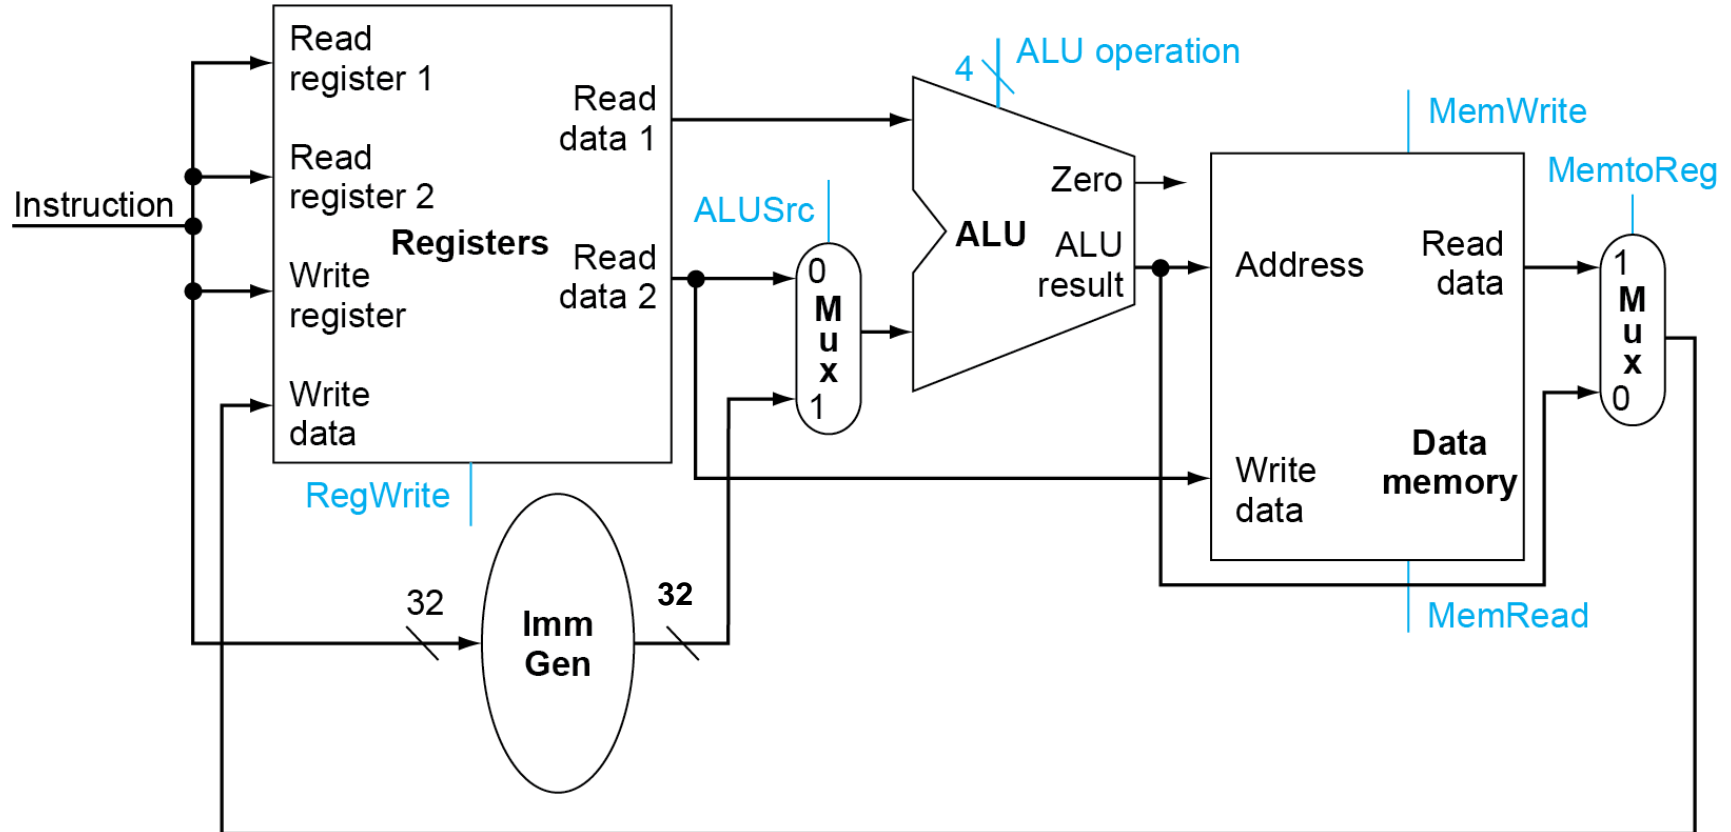 Instruction
Read
register 1
Read
register 2
Registers
Write
register
Write
data
Read
data 1
Read
data 2
RegWrite
32
Imm
Gen
32
ALUSrc
0
M
u
x
1
4
ALU operation
Zero
ALU
ALU
result
MemWrite
Address
Read
data
Write
data
Data
memory
MemRead
MemtoReg
1
M
u
x
0